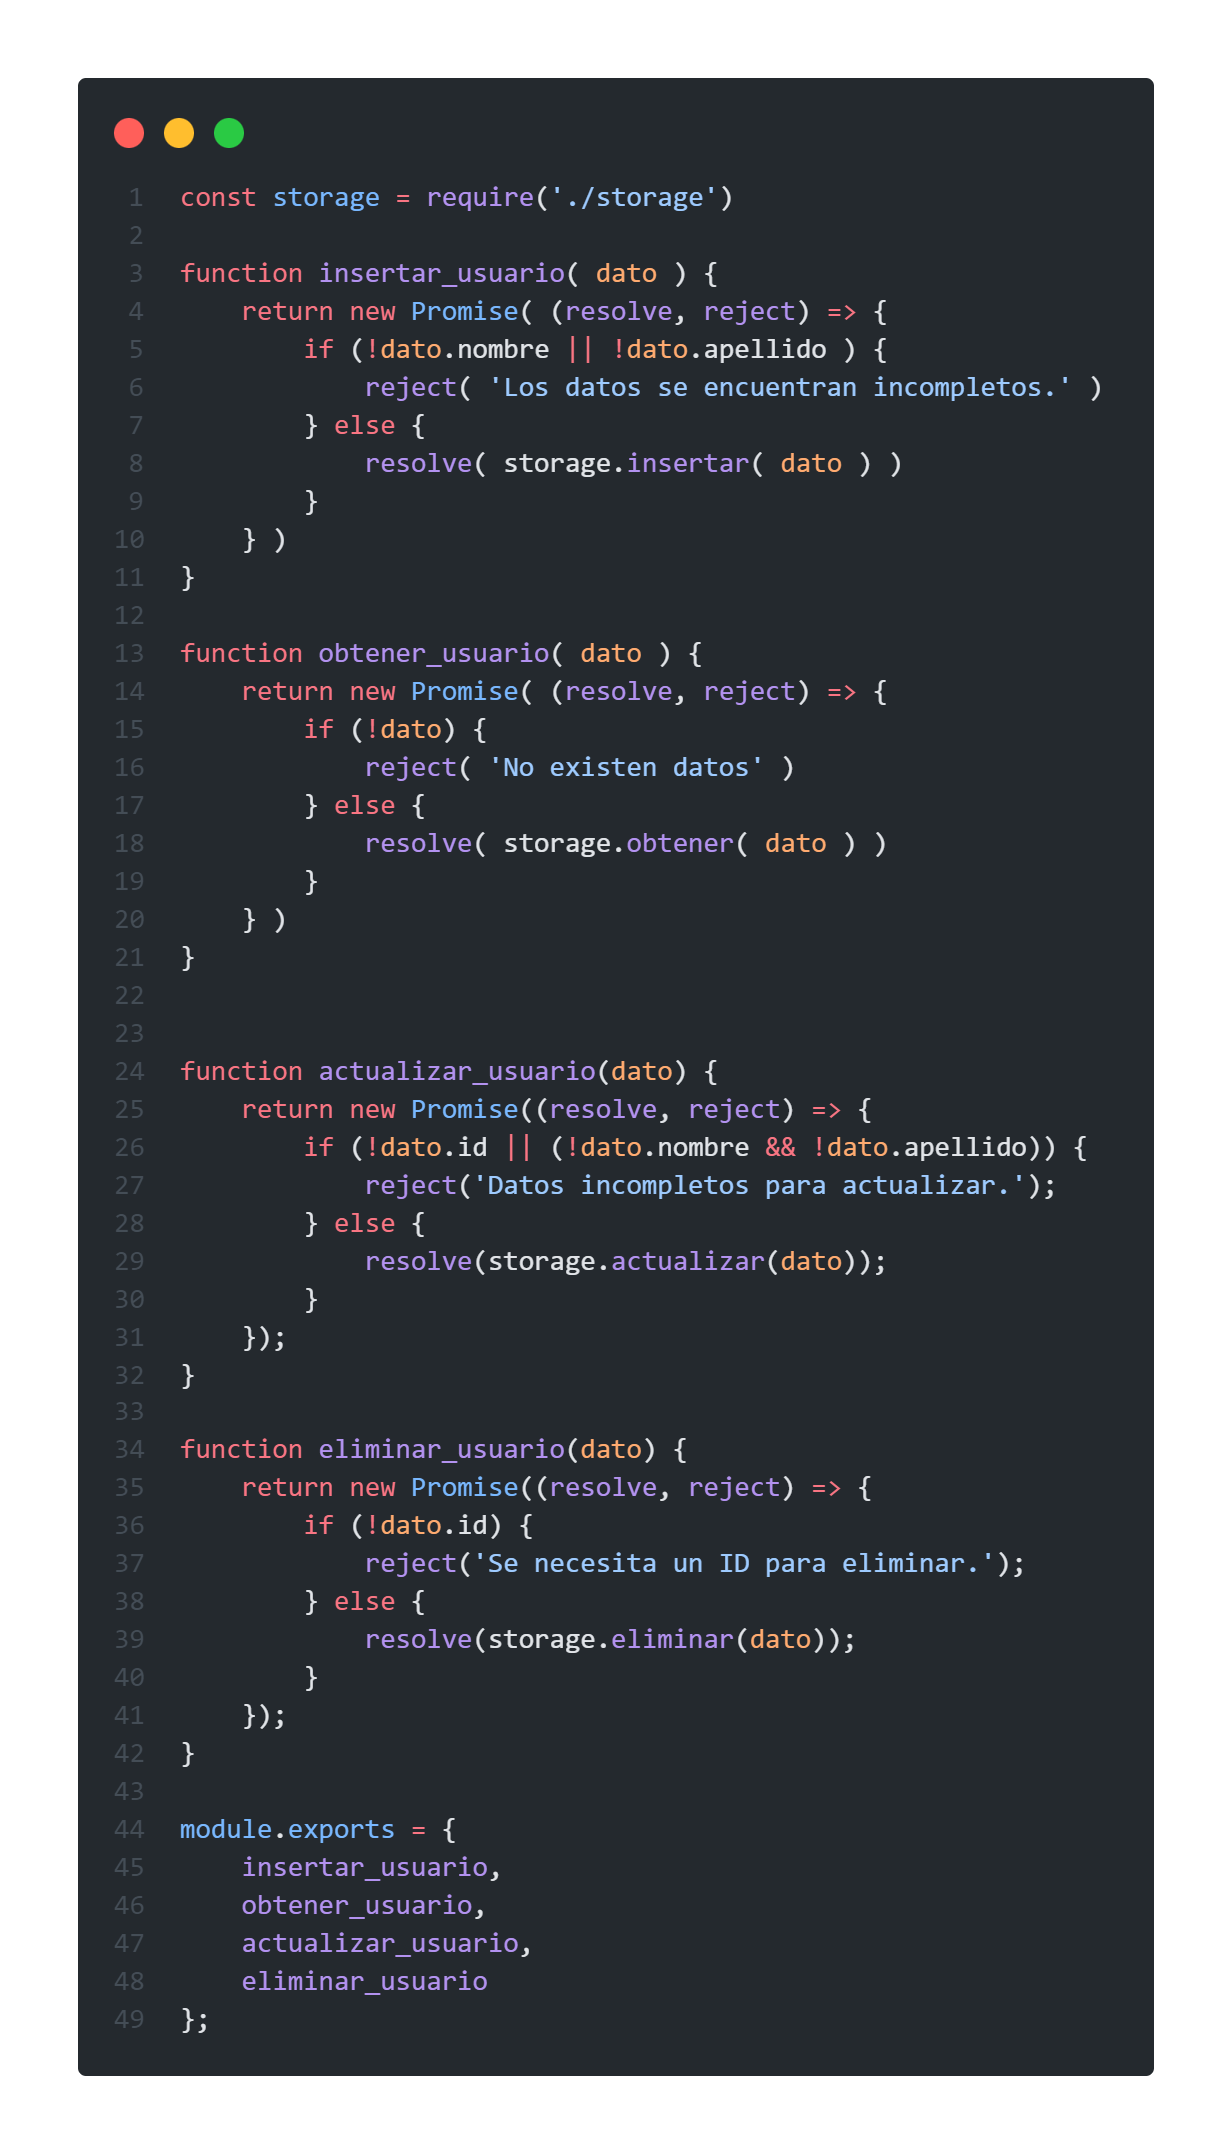 1 const storage = require('./storage')
2
3 function insertar_usuario( dato ) {
4     return new Promise( (resolve, reject) => {
5         if (!dato.nombre || !dato.apellido ) {
6             reject( 'Los datos se encuentran incompletos.' )
7         } else {
8             resolve( storage.insertar( dato ) )
9         }
10     } )
11 }
12
13 function obtener_usuario( dato ) {
14     return new Promise( (resolve, reject) => {
15         if (!dato) {
16             reject( 'No existen datos' )
17         } else {
18             resolve( storage.obtener( dato ) )
19         }
20     } )
21 }
22
23
24 function actualizar_usuario(dato) {
25     return new Promise((resolve, reject) => {
26         if (!dato.id || (!dato.nombre && !dato.apellido)) {
27             reject('Datos incompletos para actualizar.');
28         } else {
29             resolve(storage.actualizar(dato));
30         }
31     });
32 }
33
34 function eliminar_usuario(dato) {
35     return new Promise((resolve, reject) => {
36         if (!dato.id) {
37             reject('Se necesita un ID para eliminar.');
38         } else {
39             resolve(storage.eliminar(dato));
40         }
41     });
42 }
43
44 module.exports = {
45     insertar_usuario,
46     obtener_usuario,
47     actualizar_usuario,
48     eliminar_usuario
49 };